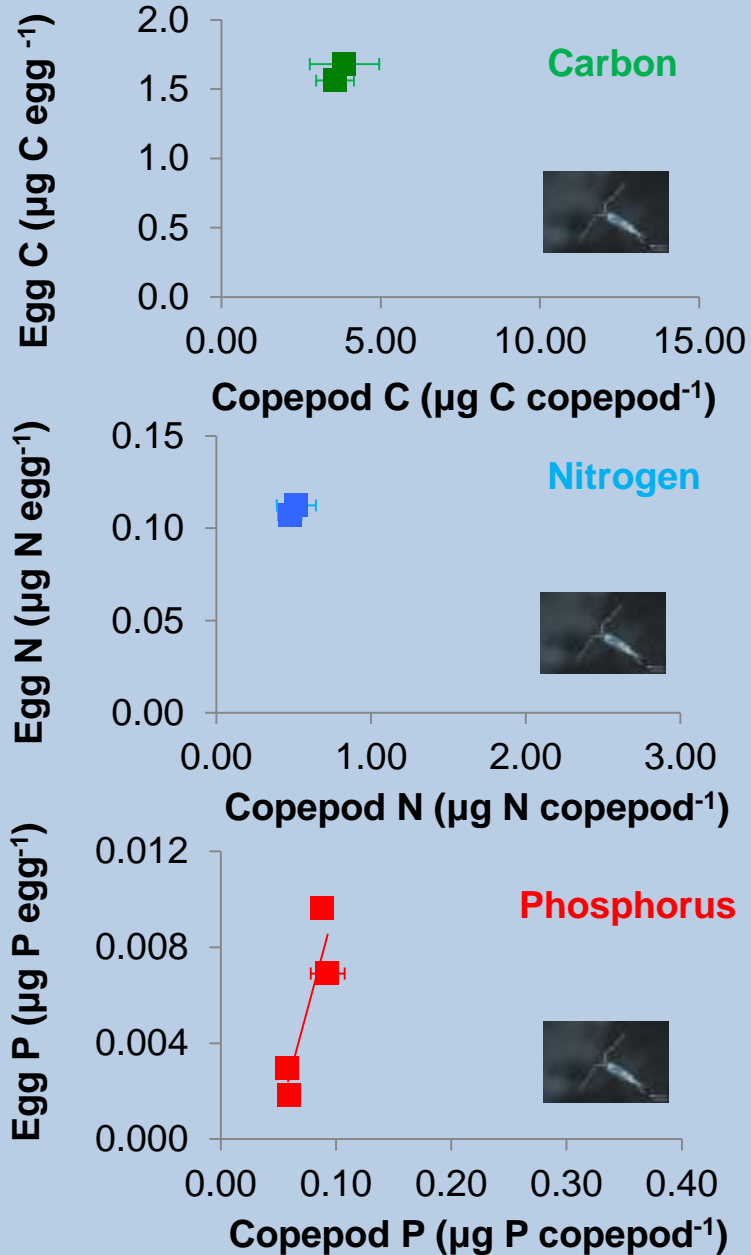 Egg C (µg C egg ⁻¹)
2.0
1.5
1.0
0.5
0.0
Carbon
0.00 5.00 10.00 15.00
Copepod C (µg C copepod⁻¹)
Egg N (µg N egg⁻¹)
0.15
0.10
0.05
0.00
Nitrogen
0.00 1.00 2.00 3.00
Copepod N (µg N copepod⁻¹)
Egg P (µg P egg⁻¹)
0.012
0.008
0.004
0.000
Phosphorus
0.00 0.10 0.20 0.30 0.40
Copepod P (µg P copepod⁻¹)